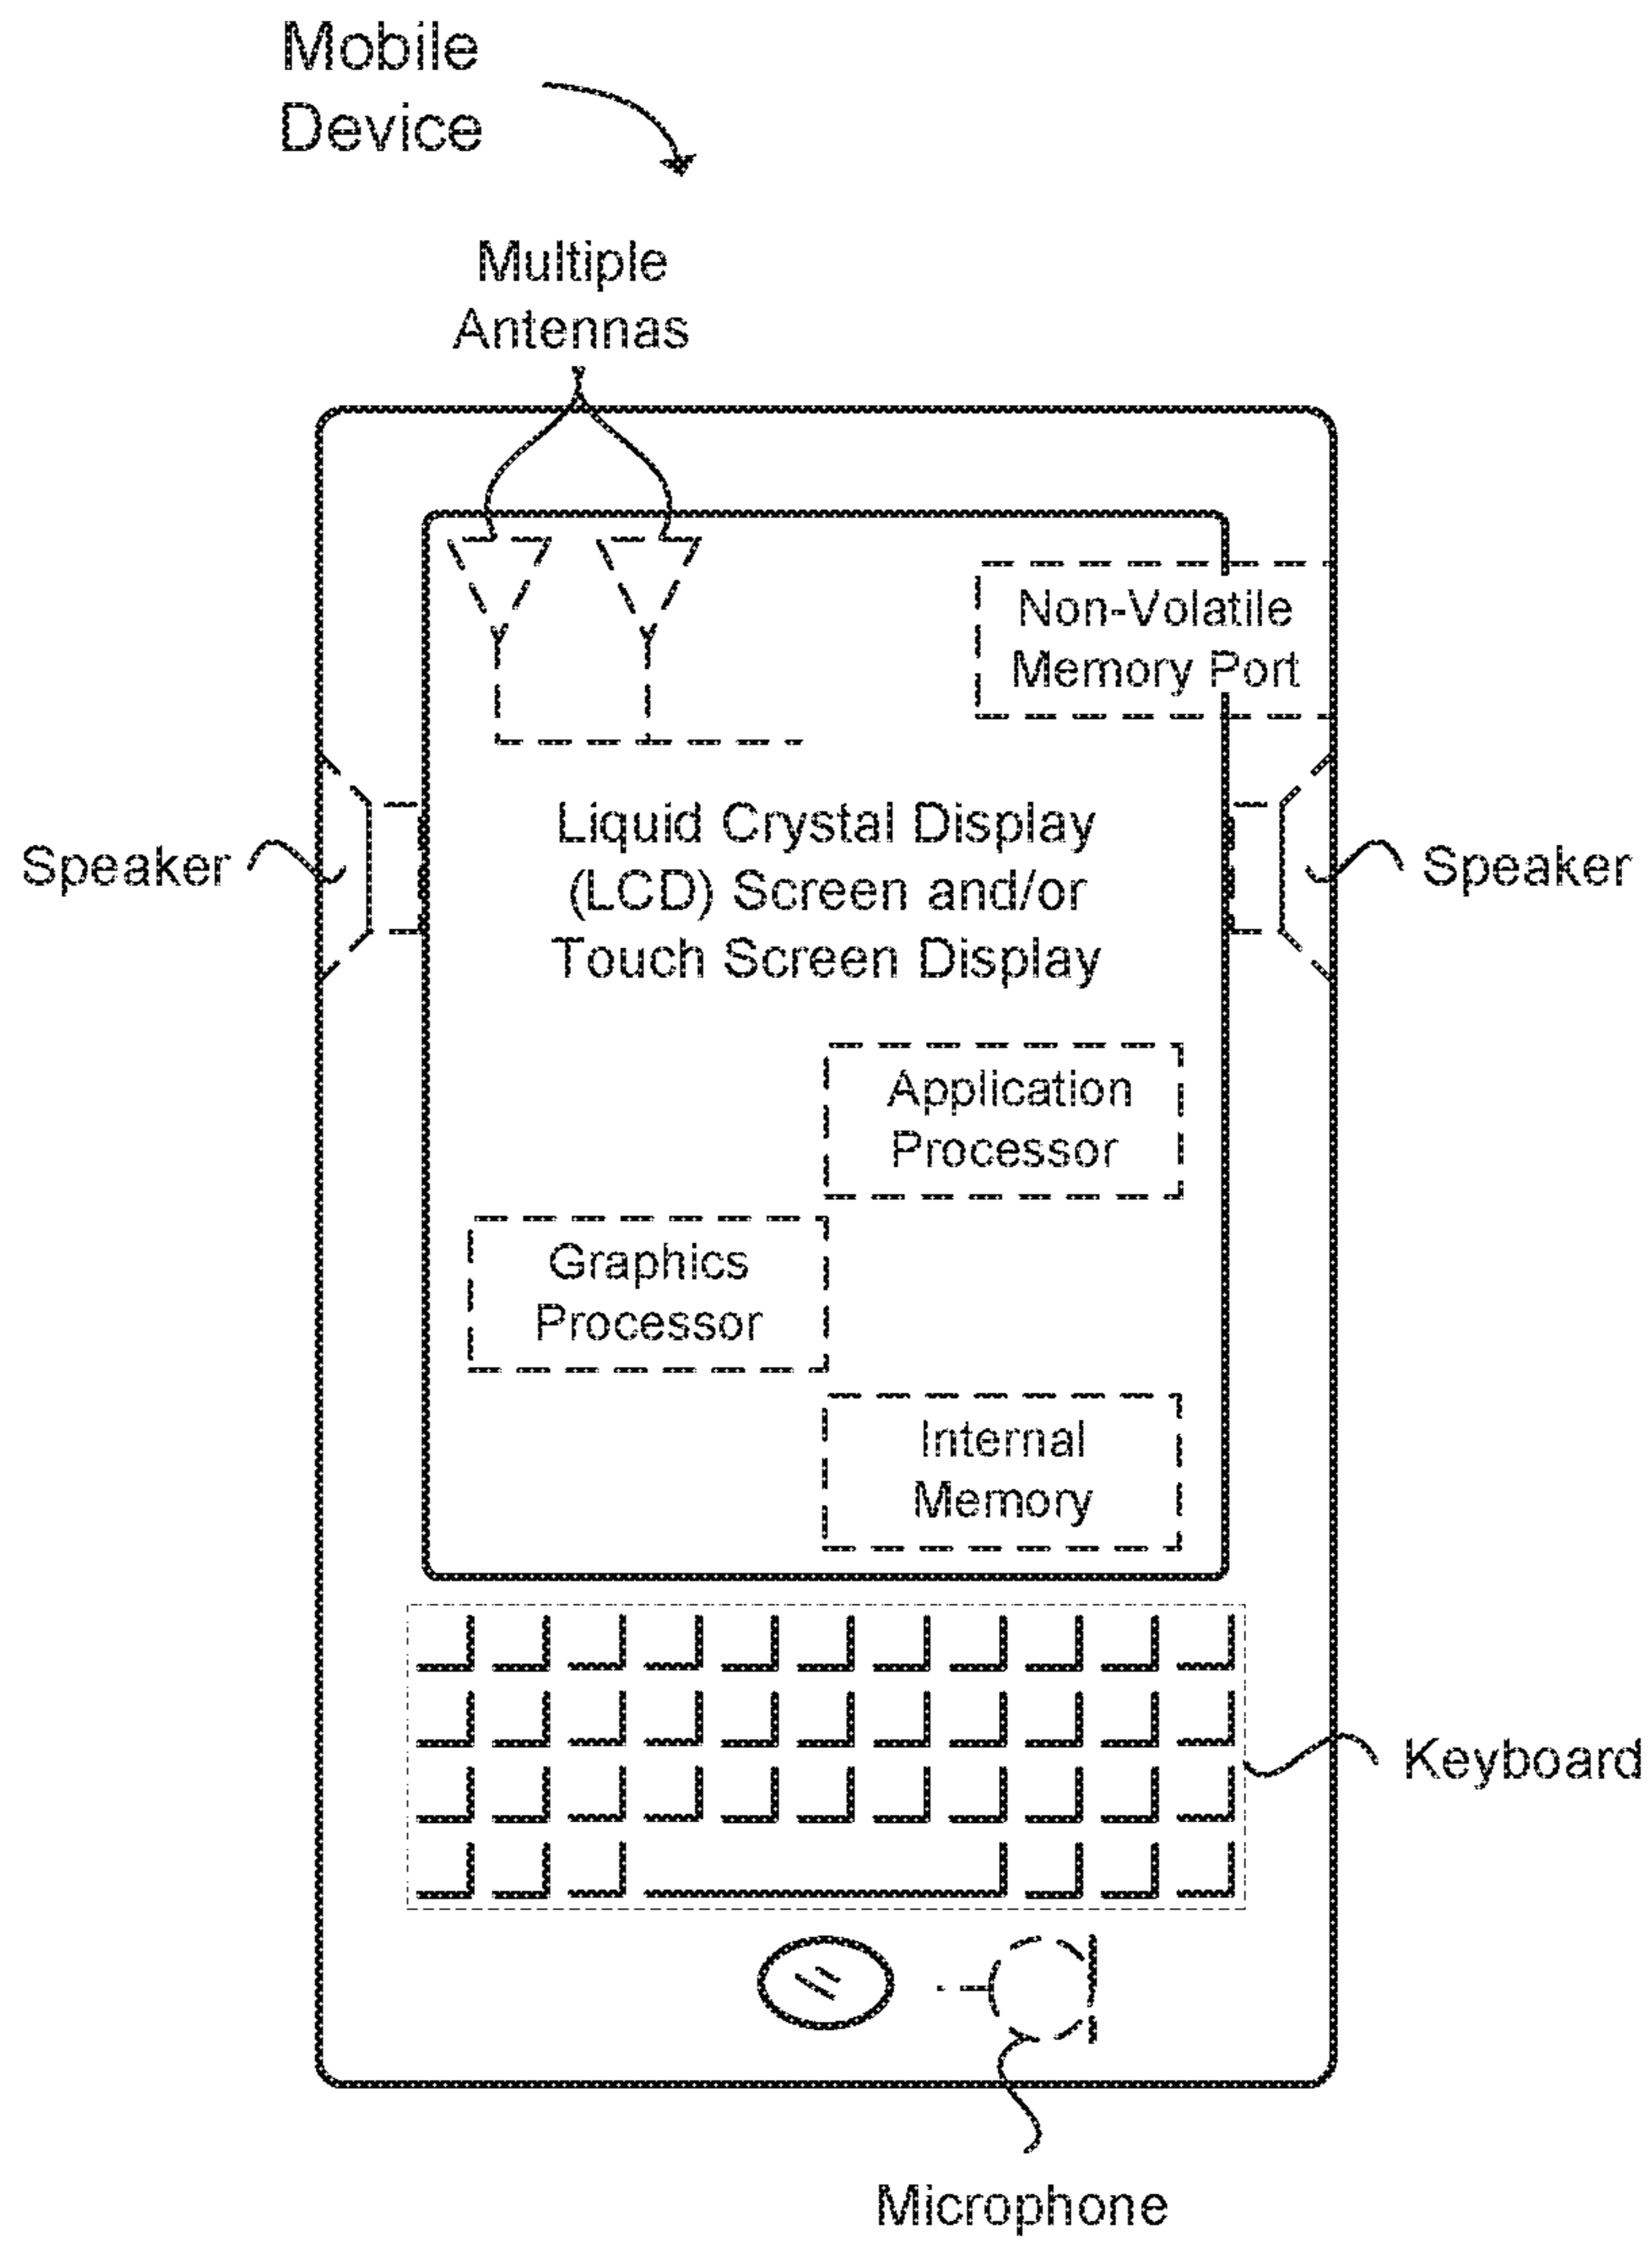 Mobile
Device
Multiple
Antennas
Non-Volatile
Memory Port
Speaker
Liquid Crystal Display
(LCD) Screen and/or
Touch Screen Display
Speaker
Application
Processor
Graphics
Processor
Internal
Memory
Keyboard
Microphone